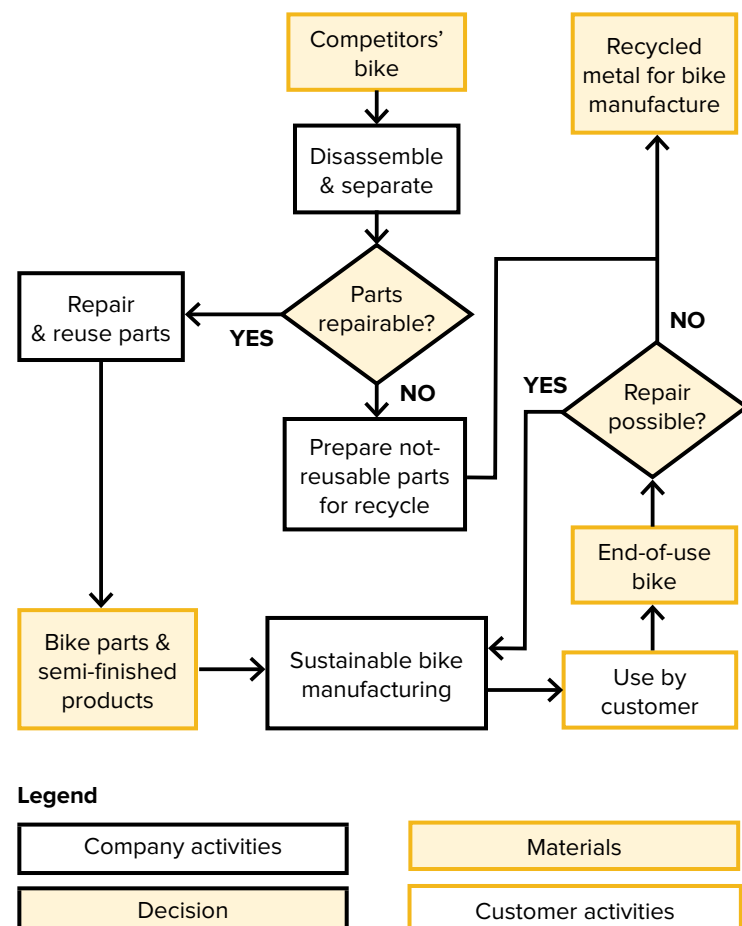 Competitors’
bike
Recycled
metal for bike
manufacture
Disassemble
& separate
Parts
repairable?
Repair
& reuse parts
YES
NO
NO
YES
Repair
possible?
Prepare not-
reusable parts
for recycle
End-of-use
bike
Bike parts &
semi-finished
products
Sustainable bike
manufacturing
Use by
customer
Legend
Company activities
Materials
Decision
Customer activities